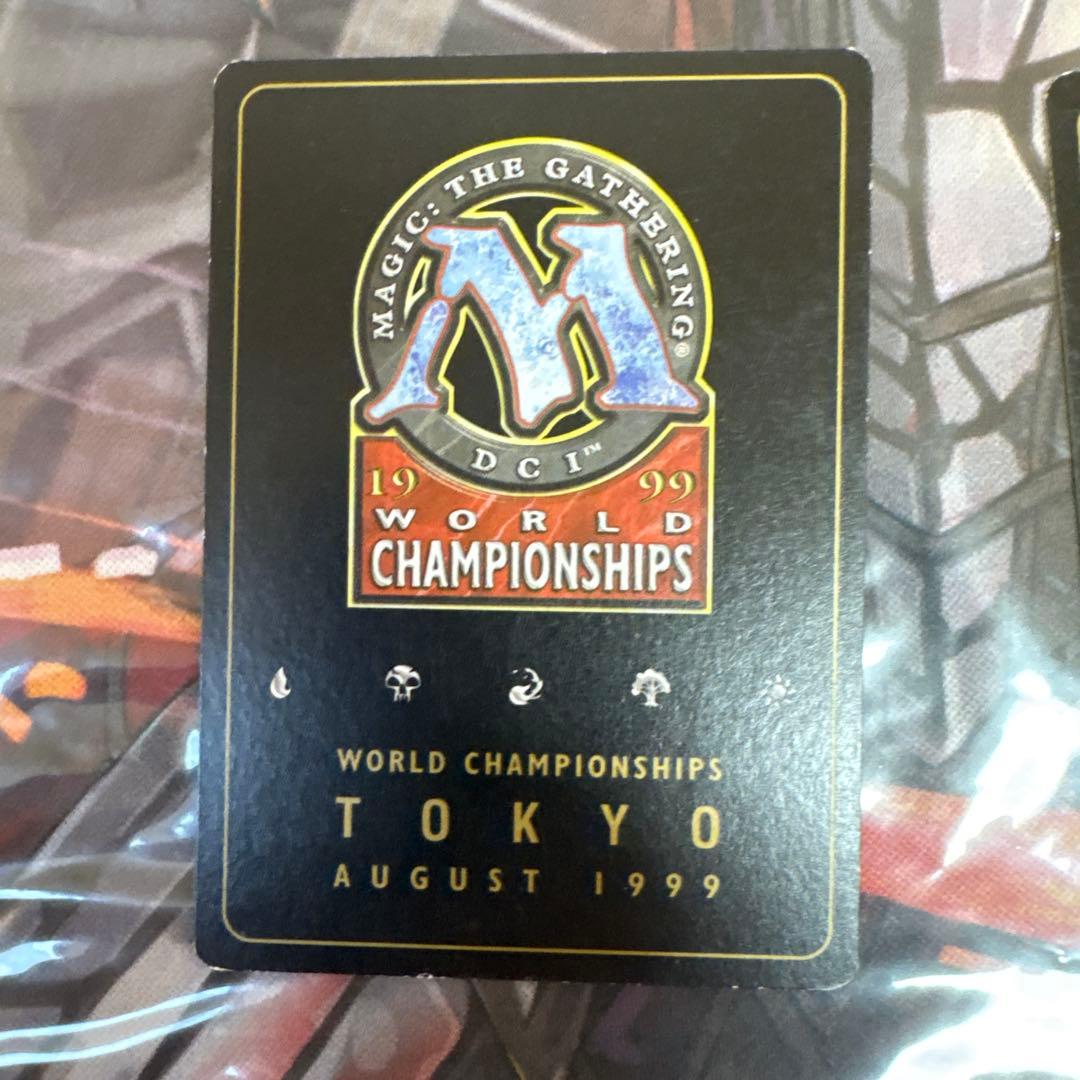 MAGIC: THE GATHERING®
M
DCI™
19 99
WORLD
CHAMPIONSHIPS
WORLD CHAMPIONSHIPS
TOKYO
AUGUST 1999